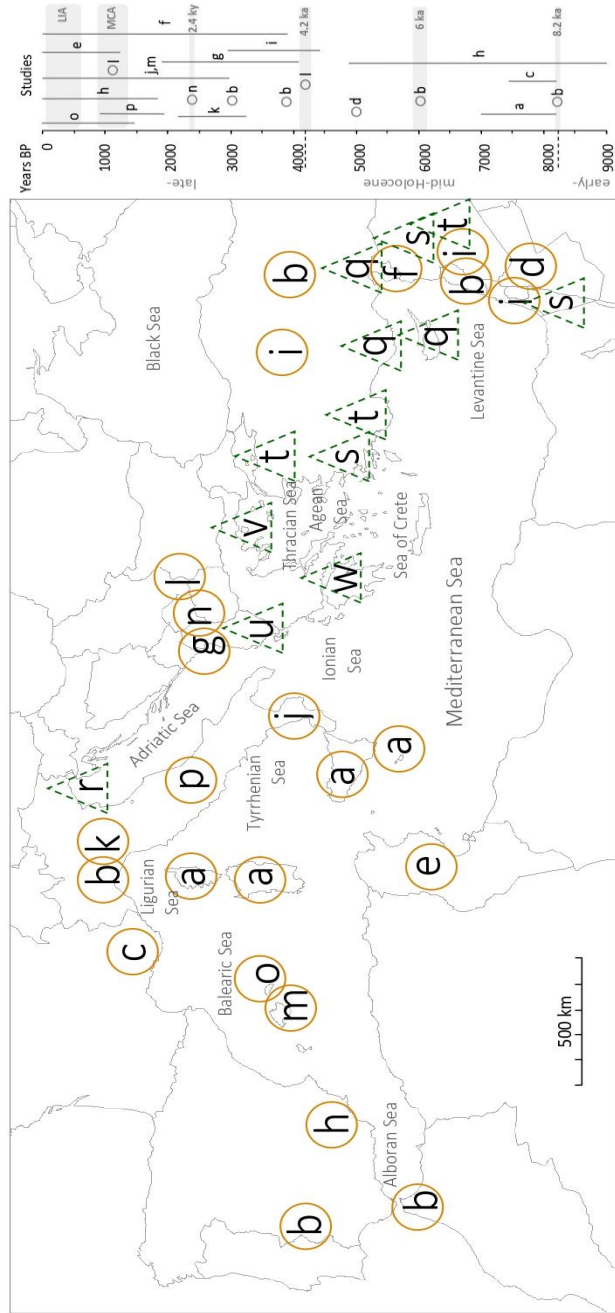 r
b k
c
Black Sea
Ligurian
Sea
Adriatic Sea
l
a p g n
Balearic Sea
o a
Tyrrhenian
Sea
u v t
m j
Thracian Sea
i b
b h a
Ionian
Sea
w
Agean
Sea
s t q q
a
Sea of Crete
f
Alboran Sea
b e
Mediterranean Sea
q s t
b i
Levantine Sea
i d
s
500 km
Years BP
Studies
0
LIA
o h e f
1000
MCA
p l j,m
2000
2.4 ky
k n g
3000
b i
late-
4000
b
4.2 ka
l
5000
d
mid-Holocene
6000
6 ka
b h
7000
a c
8000
8.2 ka
b
early-
9000